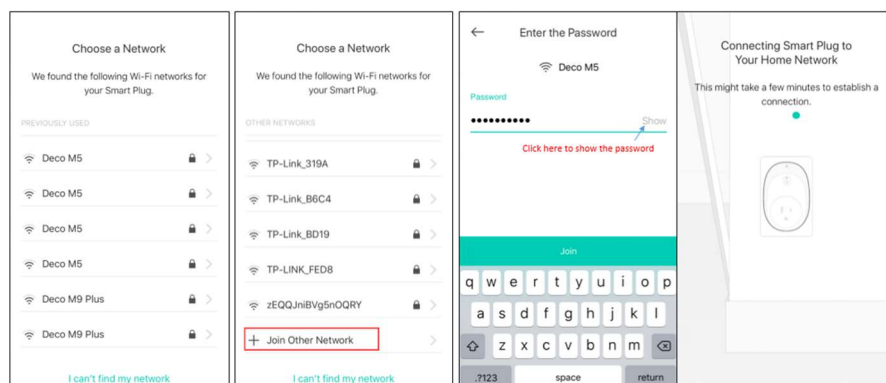 Choose a Network
We found the following Wi-Fi networks for
your Smart Plug.
PREVIOUSLY USED
Deco M5
Deco M5
Deco M5
Deco M5
Deco M9 Plus
Deco M9 Plus
I can't find my network
Choose a Network
We found the following Wi-Fi networks for
your Smart Plug.
OTHER NETWORKS
TP-Link_319A
TP-Link_B6C4
TP-Link_BD19
TP-LINK_FED8
zEQQJniBVg5nOQRY
+ Join Other Network
I can't find my network
Enter the Password
Deco M5
Password
●●●●●●●●●●
Show
Click here to show the password
Join
q w e r t y u i o p
a s d f g h j k l
z x c v b n m
.?123 space return
Connecting Smart Plug to
Your Home Network
This might take a few minutes to establish a
connection.